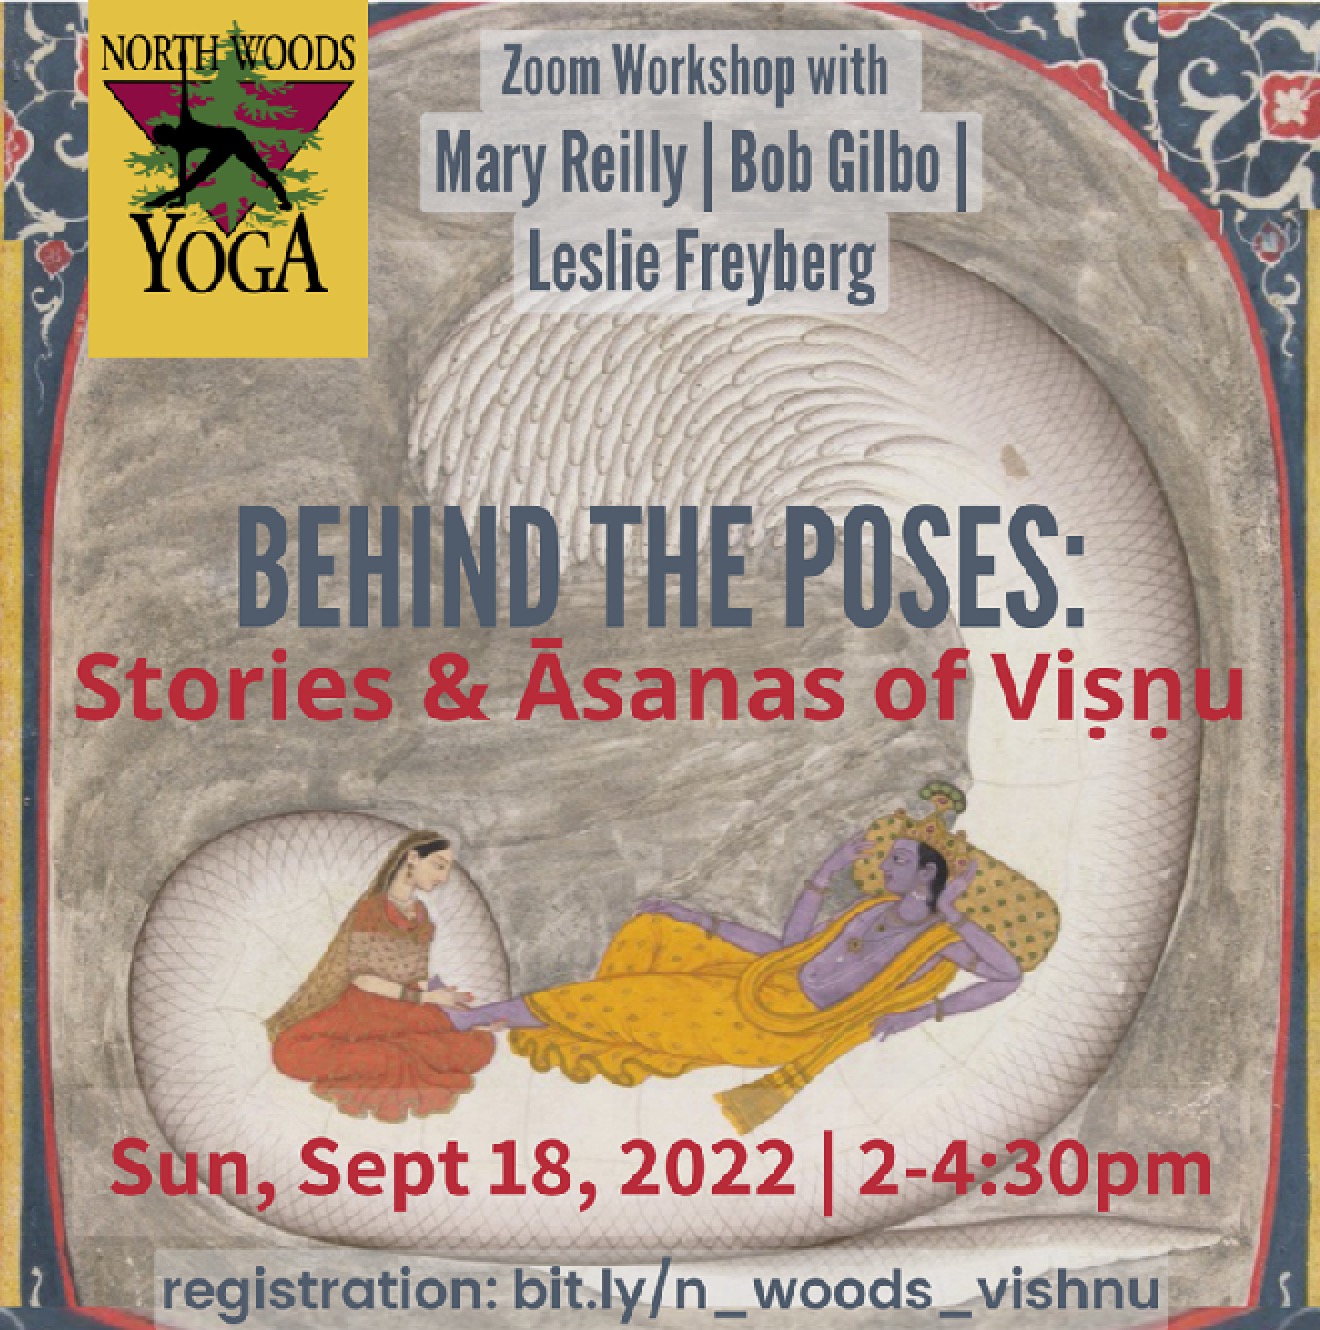 NORTH WOODS
YOGA
Zoom Workshop with
Mary Reilly | Bob Gilbo |
Leslie Freyberg
BEHIND THE POSES:
Stories & Āsanas of Viṣṇu
Sun, Sept 18, 2022 | 2-4:30pm
registration: bit.ly/n_woods_vishnu